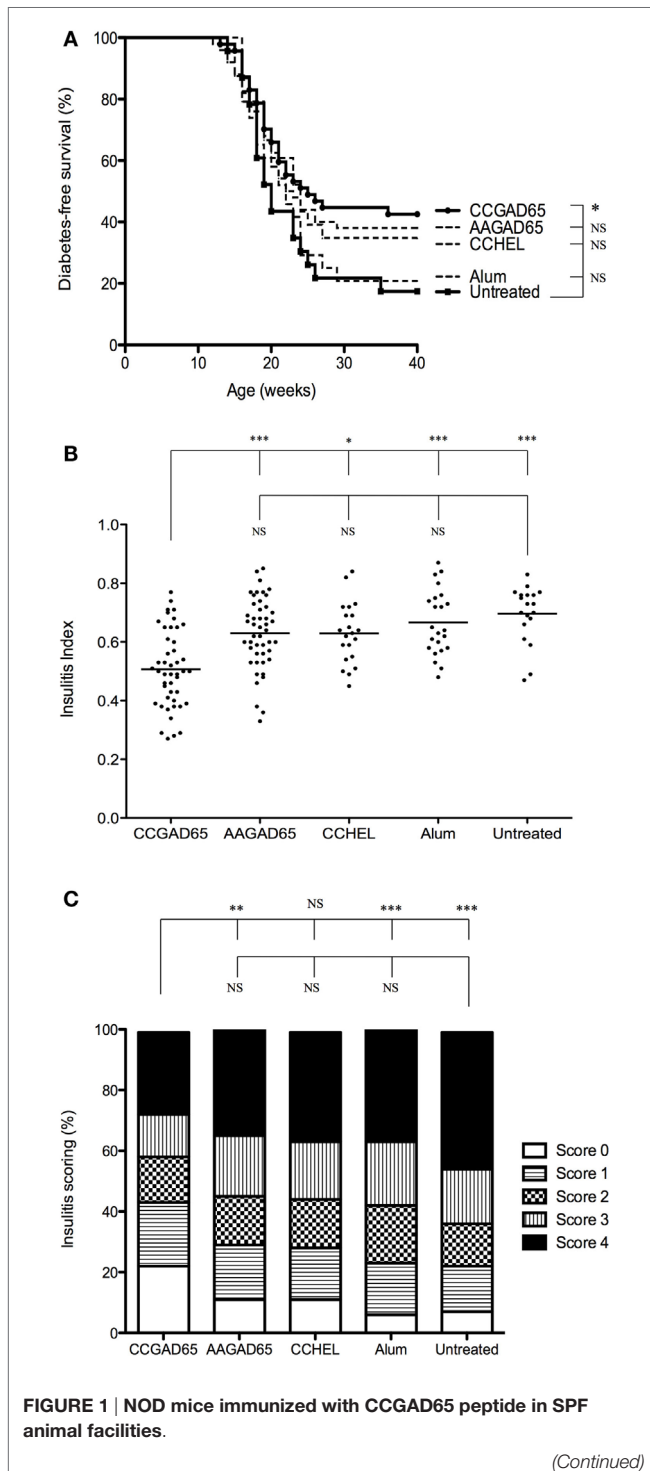 A
100
80
60
40
20
0
Diabetes-free survival (%)
0 10 20 30 40
Age (weeks)
CCGAD65
AAGAD65
CCHEL
Alum
Untreated
*
NS
NS
NS
B
*** * *** ***
NS NS NS
1.0
0.8
0.6
0.4
0.2
0.0
Insulitis Index
CCGAD65 AAGAD65 CCHEL Alum Untreated
C
** NS *** ***
NS NS NS
100
80
60
40
20
0
Insulitis scoring (%)
CCGAD65 AAGAD65 CCHEL Alum Untreated
Score 0
Score 1
Score 2
Score 3
Score 4
FIGURE 1 | NOD mice immunized with CCGAD65 peptide in SPF
animal facilities.
(Continued)